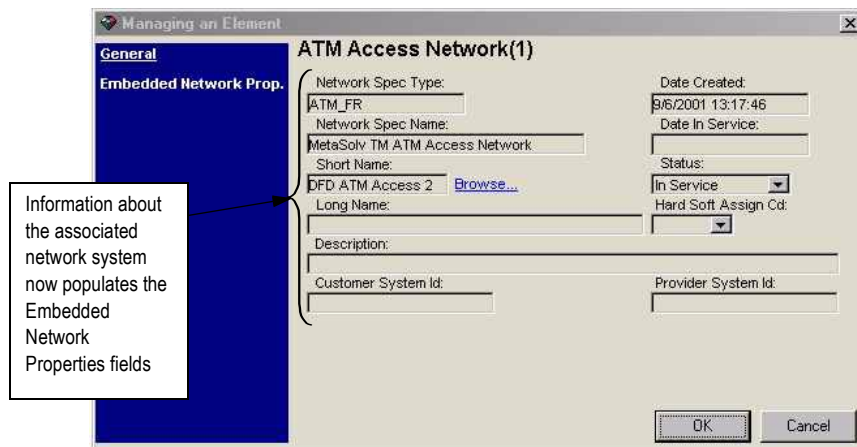 Managing an Element
General
Embedded Network Prop.
ATM Access Network(1)
Network Spec Type:
Date Created:
ATM_FR
9/6/2001 13:17:46
Network Spec Name:
Date In Service:
MetaSolv TM ATM Access Network
Short Name:
Status:
DFD ATM Access 2 Browse...
In Service
Long Name:
Hard Soft Assign Cd:
Description:
Customer System Id:
Provider System Id:
OK Cancel
Information about
the associated
network system
now populates the
Embedded
Network
Properties fields